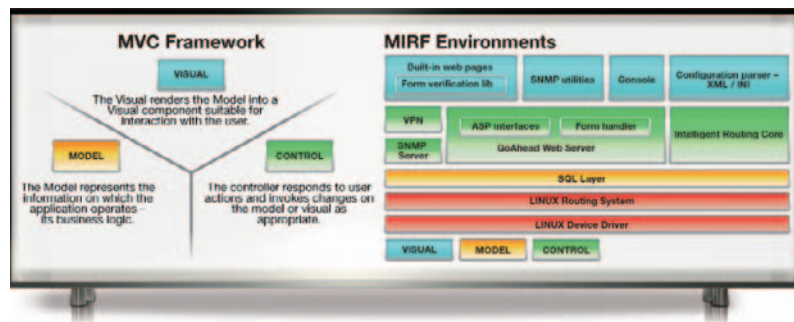 MVC Framework
VISUAL
The Visual renders the Model into a
Visual component suitable for
interaction with the user.
MODEL
The Model represents the
information on which the
application operates –
its business logic.
CONTROL
The controller responds to user
actions and invokes changes on
the model or visual as
appropriate.
MIRF Environments
Built-in web pages
Form verification lib
SNMP utilities
Console
Configuration parser –
XML / INI
VPN
SNMP
Server
ASP interfaces
Form handler
GoAhead Web Server
Intelligent Routing Core
SQL Layer
LINUX Routing System
LINUX Device Driver
VISUAL
MODEL
CONTROL